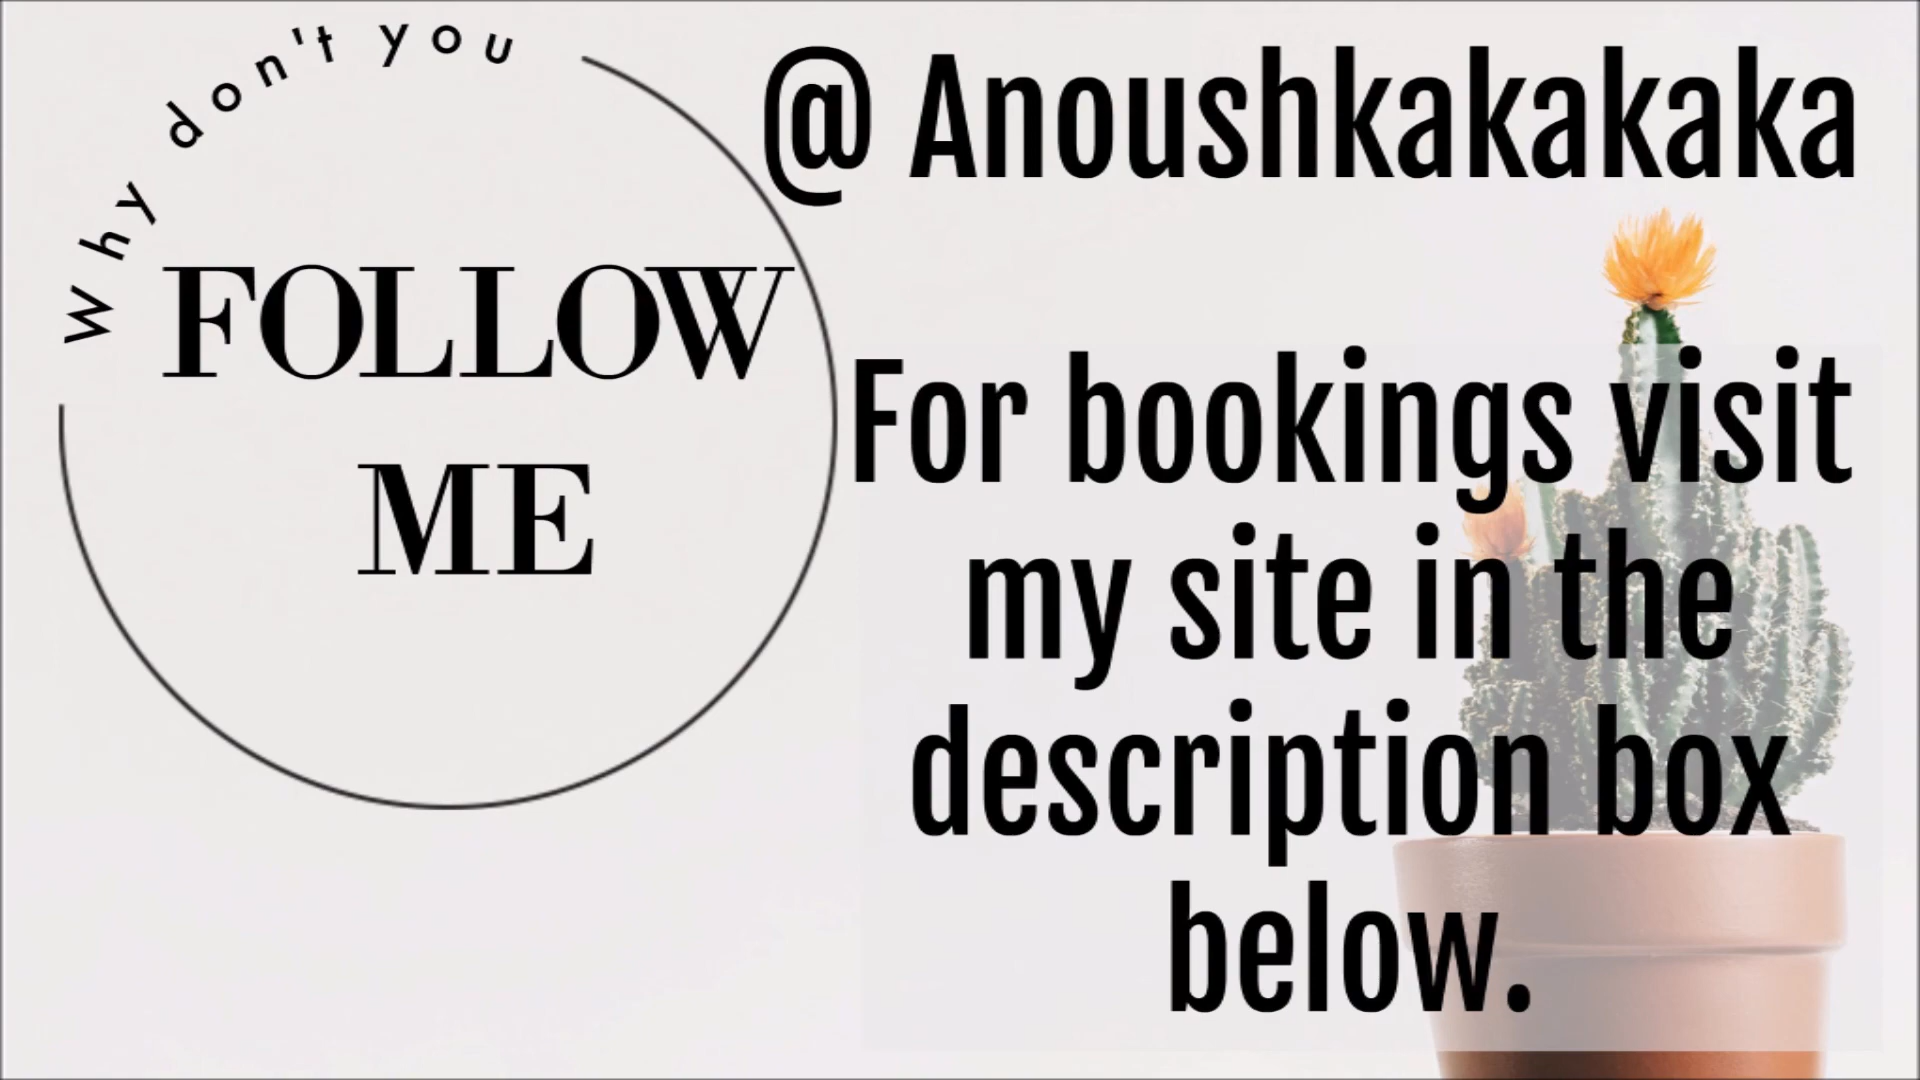 Why don't you
FOLLOW
ME
@ Anoushkakakaka
For bookings visit
my site in the
description box
below.